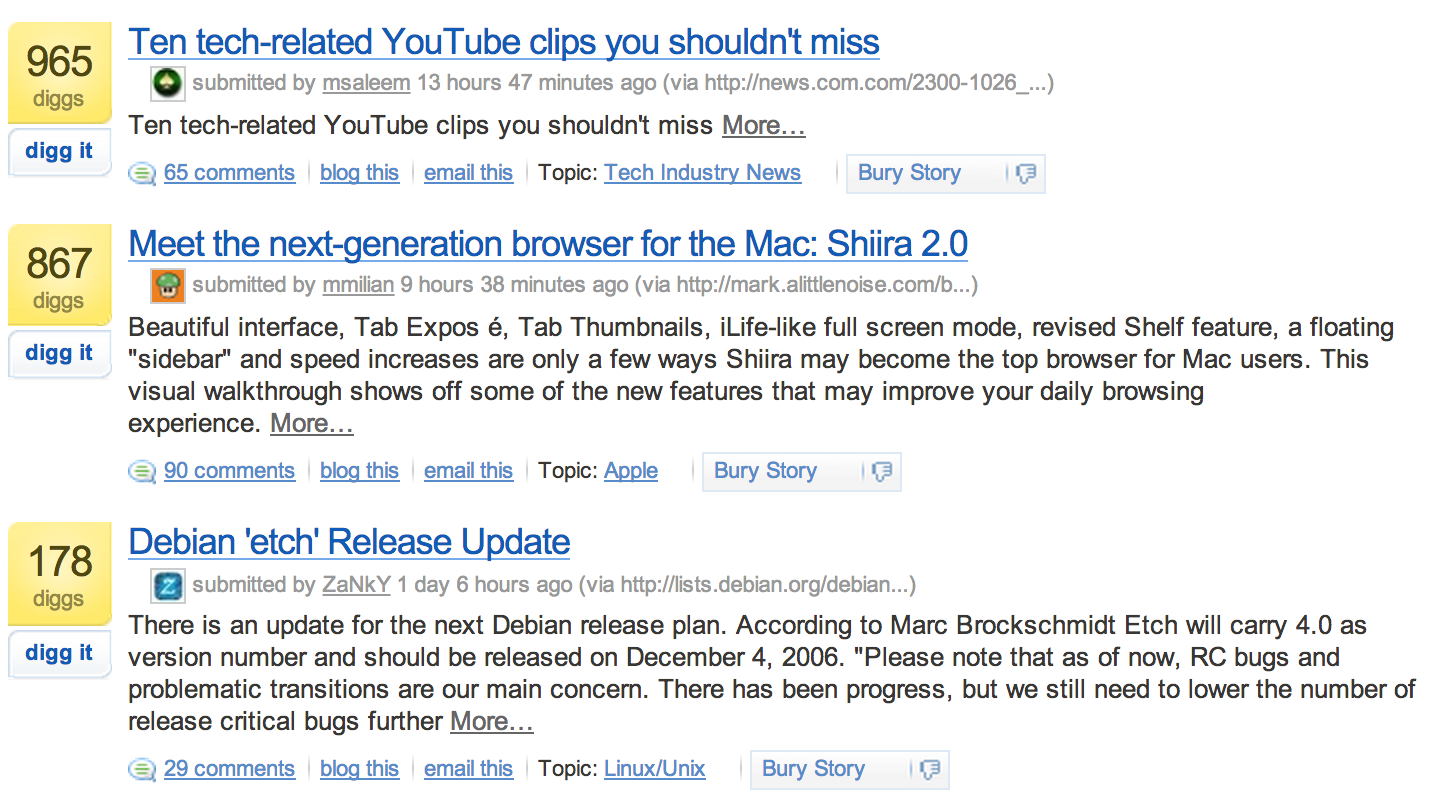 965
diggs
digg it
Ten tech-related YouTube clips you shouldn't miss
submitted by msaleem 13 hours 47 minutes ago (via http://news.com.com/2300-1026_...)
Ten tech-related YouTube clips you shouldn't miss More…
65 comments blog this email this Topic: Tech Industry News Bury Story
867
diggs
digg it
Meet the next-generation browser for the Mac: Shiira 2.0
submitted by mmilian 9 hours 38 minutes ago (via http://mark.alittlenoise.com/b...)
Beautiful interface, Tab Expos é, Tab Thumbnails, iLife-like full screen mode, revised Shelf feature, a floating
"sidebar" and speed increases are only a few ways Shiira may become the top browser for Mac users. This
visual walkthrough shows off some of the new features that may improve your daily browsing
experience. More…
90 comments blog this email this Topic: Apple Bury Story
178
diggs
digg it
Debian 'etch' Release Update
Z
submitted by ZaNkY 1 day 6 hours ago (via http://lists.debian.org/debian...)
There is an update for the next Debian release plan. According to Marc Brockschmidt Etch will carry 4.0 as
version number and should be released on December 4, 2006. "Please note that as of now, RC bugs and
problematic transitions are our main concern. There has been progress, but we still need to lower the number of
release critical bugs further More…
29 comments blog this email this Topic: Linux/Unix Bury Story